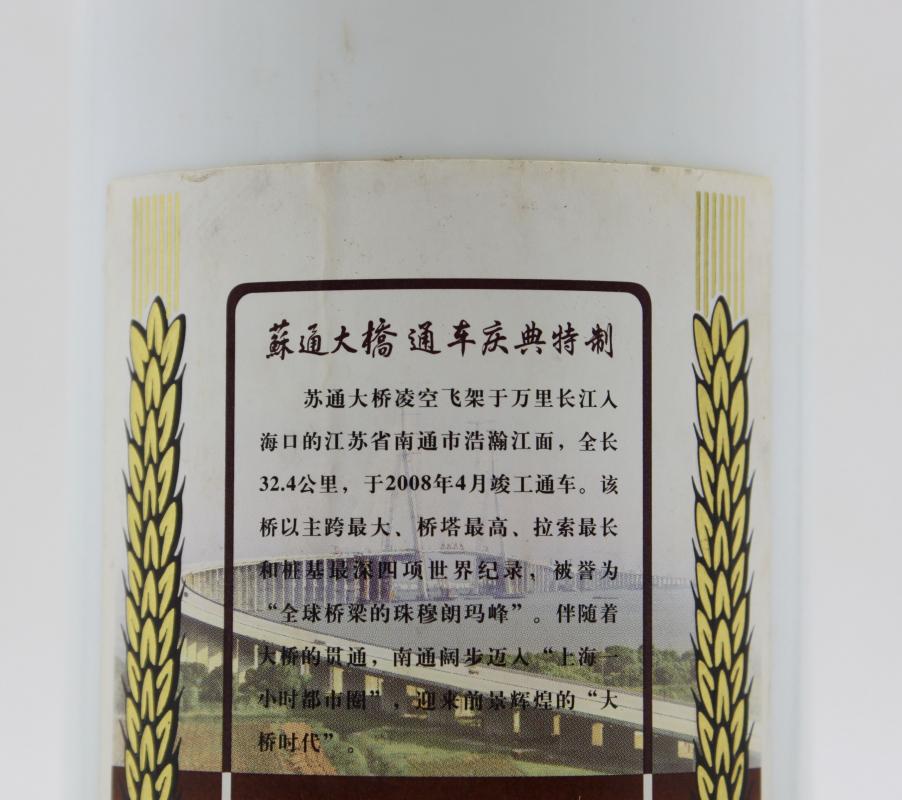 蘇通大橋通车庆典特制
苏通大桥凌空飞架于万里长江入
海口的江苏省南通市浩瀚江面，全长
32.4公里，于2008年4月竣工通车。该
桥以主跨最大、桥塔最高、拉索最长
和桩基最深四项世界纪录，被誉为
“全球桥梁的珠穆朗玛峰”。伴随着
大桥的贯通，南通阔步迈入“上海一
小时都市圈”，迎来前景辉煌的“大
桥时代”。